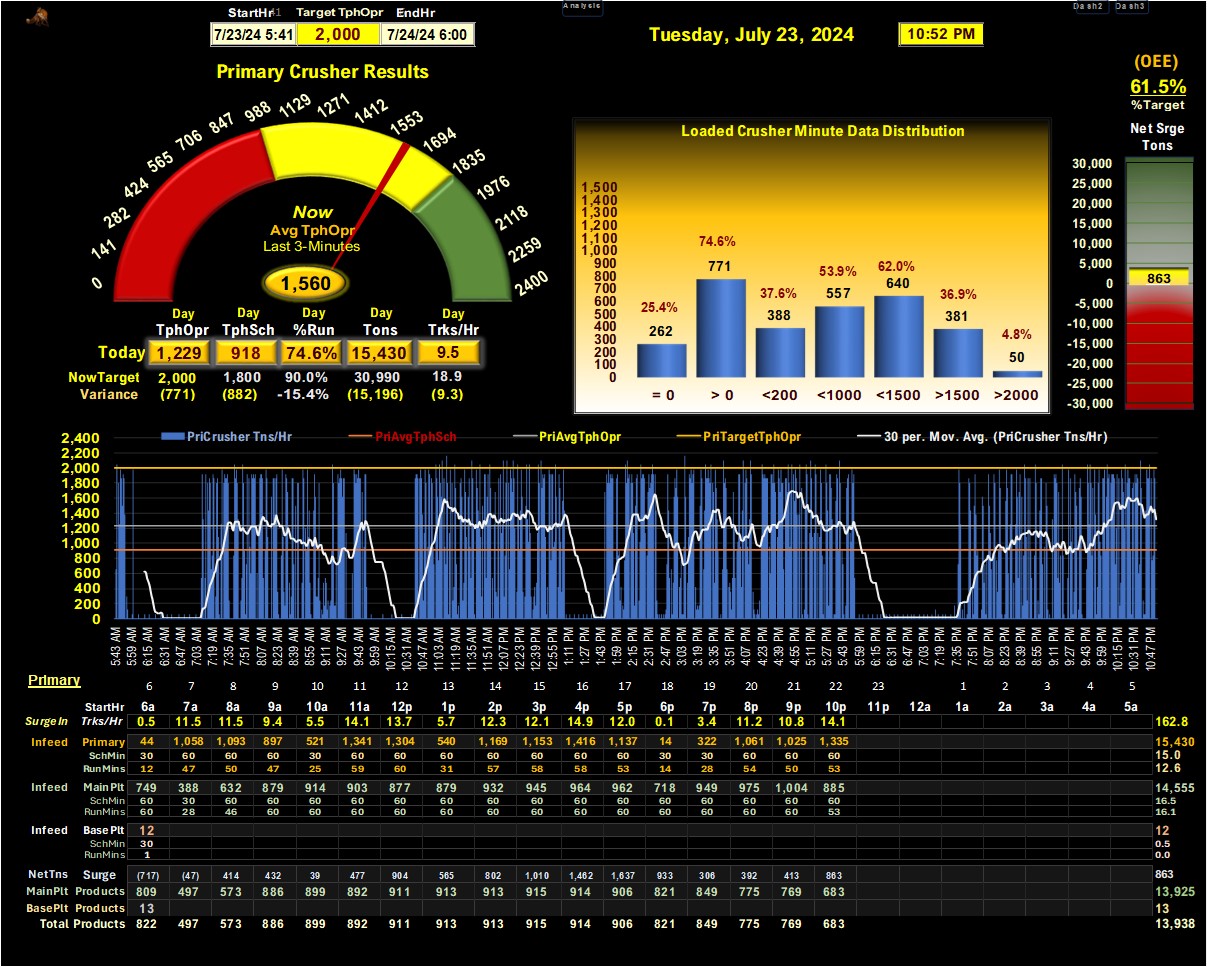 Analysis
Dash2 Dash3
StartHr 41 Target TphOpr EndHr
7/23/24 5:41 2,000 7/24/24 6:00
Tuesday, July 23, 2024 10:52 PM
Primary Crusher Results
0 141 282 424 565 706 847 988 1129 1271 1412 1553 1694 1835 1976 2118 2259 2400
Now
Avg TphOpr
Last 3-Minutes
1,560
Day Day Day Day Day
TphOpr TphSch %Run Tons Trks/Hr
Today 1,229 918 74.6% 15,430 9.5
NowTarget 2,000 1,800 90.0% 30,990 18.9
Variance (771) (882) -15.4% (15,196) (9.3)
Loaded Crusher Minute Data Distribution
1,500
1,400
1,300
1,200
1,100
1,000
900
800
700
600
500
400
300
200
100
0
25.4% 74.6% 37.6% 53.9% 62.0% 36.9% 4.8%
262 771 388 557 640 381 50
= 0 > 0 <200 <1000 <1500 >1500 >2000
(OEE)
61.5%
%Target
Net Srge
Tons
30,000
25,000
20,000
15,000
10,000
5,000
0
-5,000
-10,000
-15,000
-20,000
-25,000
-30,000
863
PriCrusher Tns/Hr PriAvgTphSch PriAvgTphOpr PriTargetTphOpr 30 per. Mov. Avg. (PriCrusher Tns/Hr)
2,400
2,200
2,000
1,800
1,600
1,400
1,200
1,000
800
600
400
200
0
5:43 AM 5:59 AM 6:15 AM 6:31 AM 6:47 AM 7:03 AM 7:19 AM 7:35 AM 7:51 AM 8:07 AM 8:23 AM 8:39 AM 8:55 AM 9:11 AM 9:27 AM 9:43 AM 10:15 AM 10:31 AM 10:47 AM 11:03 AM 11:19 AM 11:35 AM 11:51 AM 12:07 PM 12:23 PM 12:39 PM 12:55 PM 1:11 PM 1:27 PM 1:43 PM 1:59 PM 2:15 PM 2:31 PM 2:47 PM 3:03 PM 3:19 PM 3:35 PM 3:51 PM 4:07 PM 4:23 PM 4:39 PM 4:55 PM 5:11 PM 5:27 PM 5:43 PM 5:59 PM 6:15 PM 6:31 PM 6:47 PM 7:03 PM 7:19 PM 7:35 PM 7:51 PM 8:07 PM 8:23 PM 8:39 PM 8:55 PM 9:11 PM 9:27 PM 9:43 PM 9:59 PM 10:15 PM 10:31 PM 10:47 PM
Primary
6 7 8 9 10 11 12 13 14 15 16 17 18 19 20 21 22 23 1 2 3 4 5
StartHr 6a 7a 8a 9a 10a 11a 12p 1p 2p 3p 4p 5p 6p 7p 8p 9p 10p 11p 12a 1a 2a 3a 4a 5a
SurgeIn Trks/Hr 0.5 11.5 11.5 9.4 5.5 14.1 13.7 5.7 12.3 12.1 14.9 12.0 0.1 3.4 11.2 10.8 14.1 162.8
Infeed Primary 44 1,058 1,093 897 521 1,341 1,304 540 1,169 1,153 1,416 1,137 14 322 1,061 1,025 1,335 15,430
SchMin 30 60 60 60 30 60 60 30 60 60 60 60 30 30 60 60 60 15.0
RunMins 12 47 50 47 25 59 60 31 57 58 58 53 14 28 54 50 53 12.6
Infeed MainPlt 749 388 632 879 914 903 877 879 932 945 964 962 718 949 975 1,004 885 14,555
SchMin 60 30 60 60 60 60 60 60 60 60 60 60 60 60 60 60 60 16.5
RunMins 60 28 46 60 60 60 60 60 60 60 60 60 60 60 60 60 53 16.1
Infeed BasePlt 12 12
SchMin 30 0.5
RunMins 1 0.0
NetTns Surge (717) (47) 414 432 39 477 904 565 802 1,010 1,462 1,637 933 306 392 413 863 863
MainPlt Products 809 497 573 886 899 892 911 913 913 915 914 906 821 849 775 769 683 13,925
BasePlt Products 13 13
Total Products 822 497 573 886 899 892 911 913 913 915 914 906 821 849 775 769 683 13,938